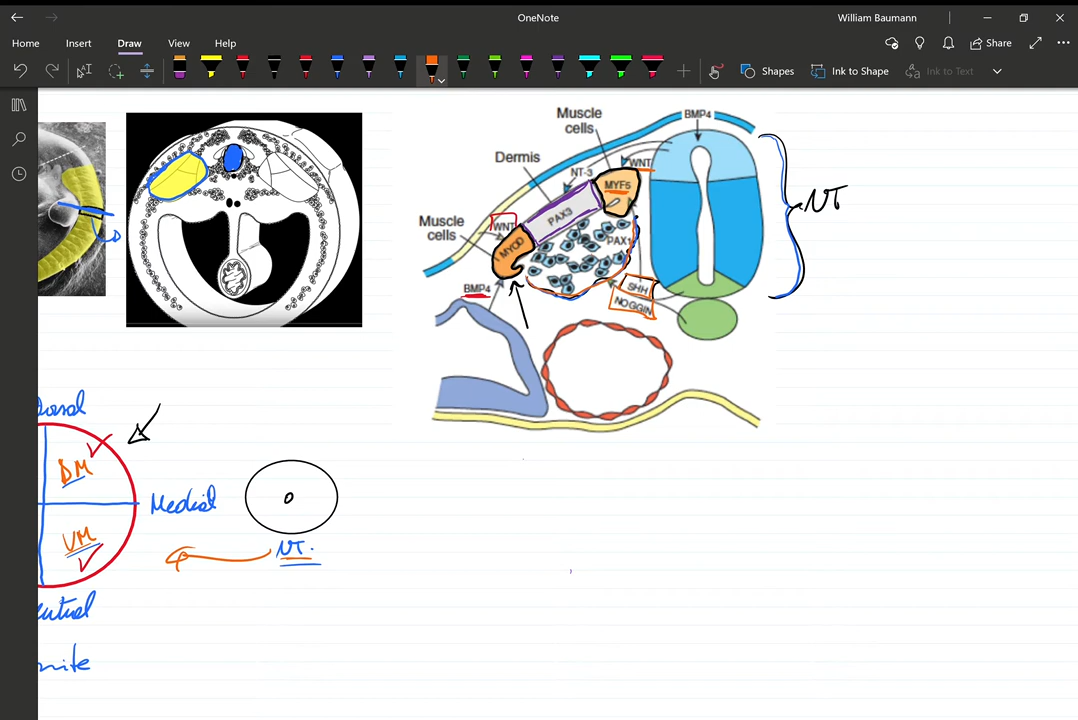 OneNote
William Baumann
Home
Insert
Draw
View
Help
Share
Shapes
Ink to Shape
Ink to Text
Muscle
cells
BMP4
Dermis
WNT
NT-3
MYF5
PAX3
Muscle
cells
WNT
PAX1
MYOD
SHH
BMP4
NOGGIN
NT
DM
Medial
VM
NT.